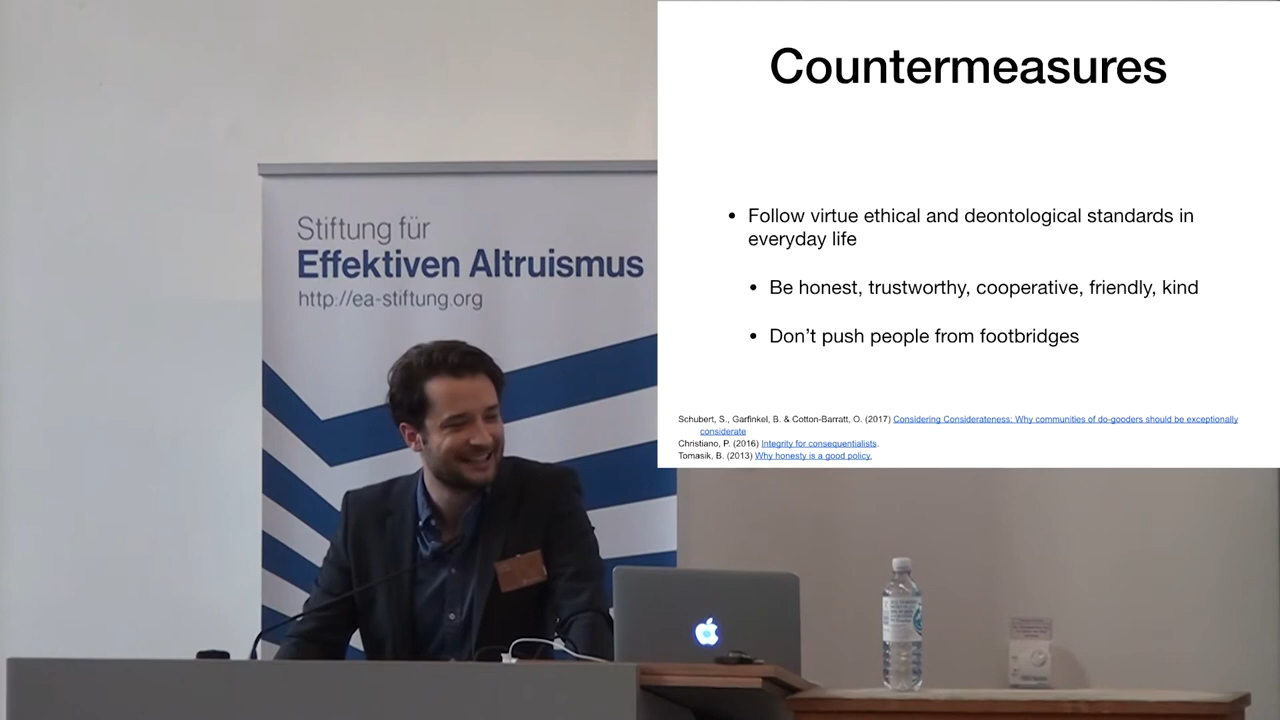 Countermeasures
• Follow virtue ethical and deontological standards in
everyday life
• Be honest, trustworthy, cooperative, friendly, kind
• Don't push people from footbridges
Schubert, S., Garfinkel, B. & Cotton-Barratt, O. (2017) Considering Considerateness: Why communities of do-gooders should be exceptionally
considerate
Christiano, P. (2016) Integrity for consequentialists.
Tomasik, B. (2013) Why honesty is a good policy.
Stiftung für
Effektiven Altruismus
http://ea-stiftung.org